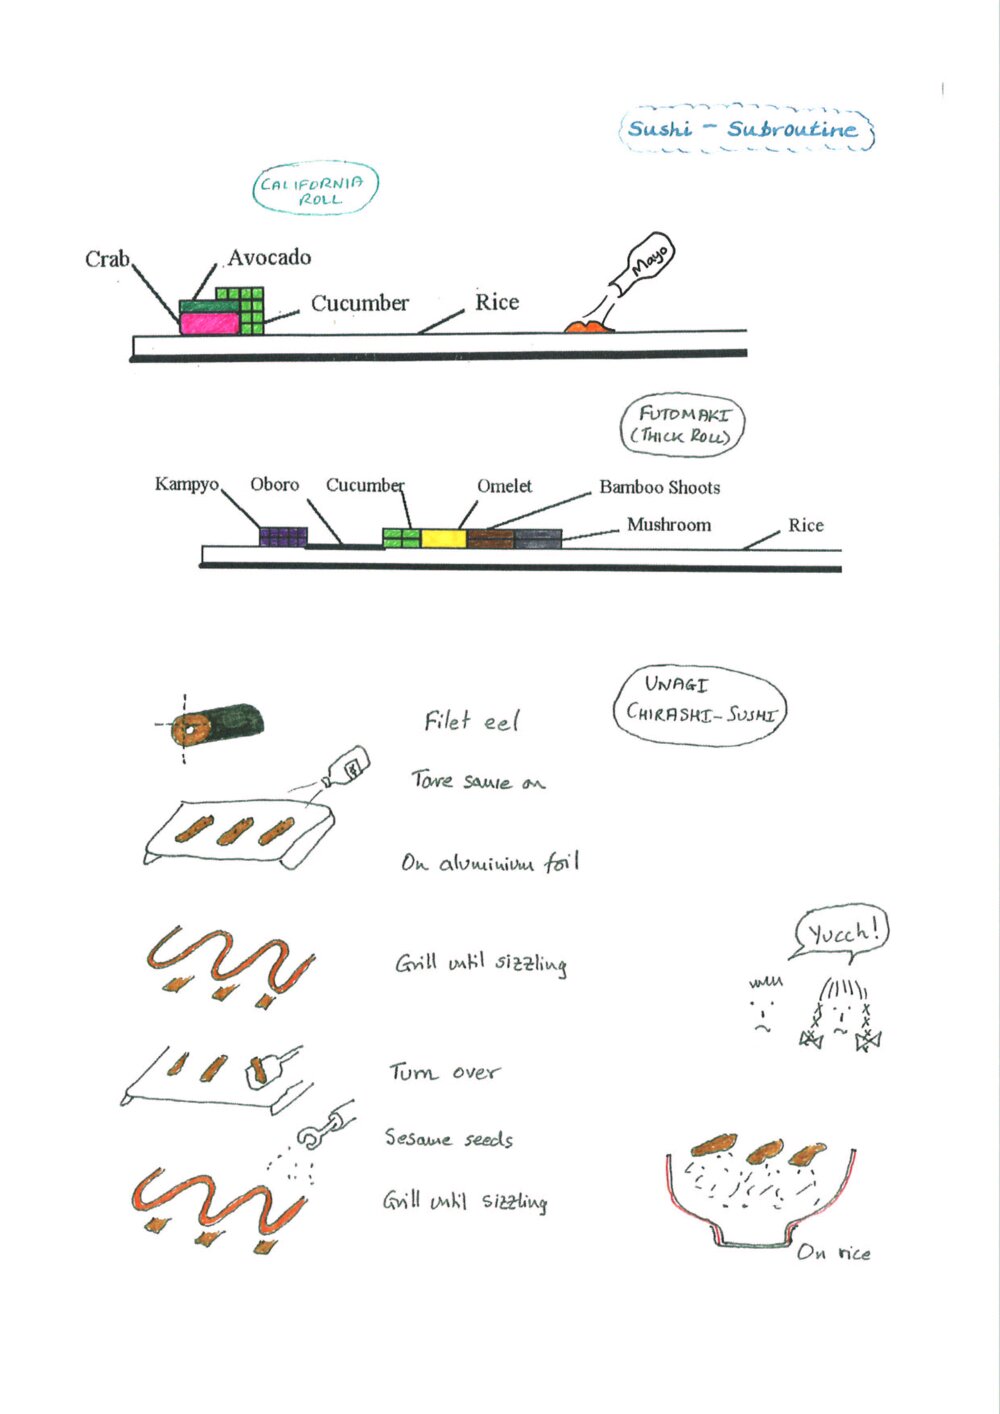 Sushi - Subroutine
CALIFORNIA
ROLL
Crab
Avocado
Cucumber
Rice
Mayo
FUTOMAKI
(THICK ROLL)
Kampyo
Oboro
Cucumber
Omelet
Bamboo Shoots
Mushroom
Rice
UNAGI
CHIRASHI-SUSHI
Filet eel
Tare sauce on
On aluminium foil
Grill until sizzling
Yucch!
Turn over
Sesame seeds
Grill until sizzling
On rice